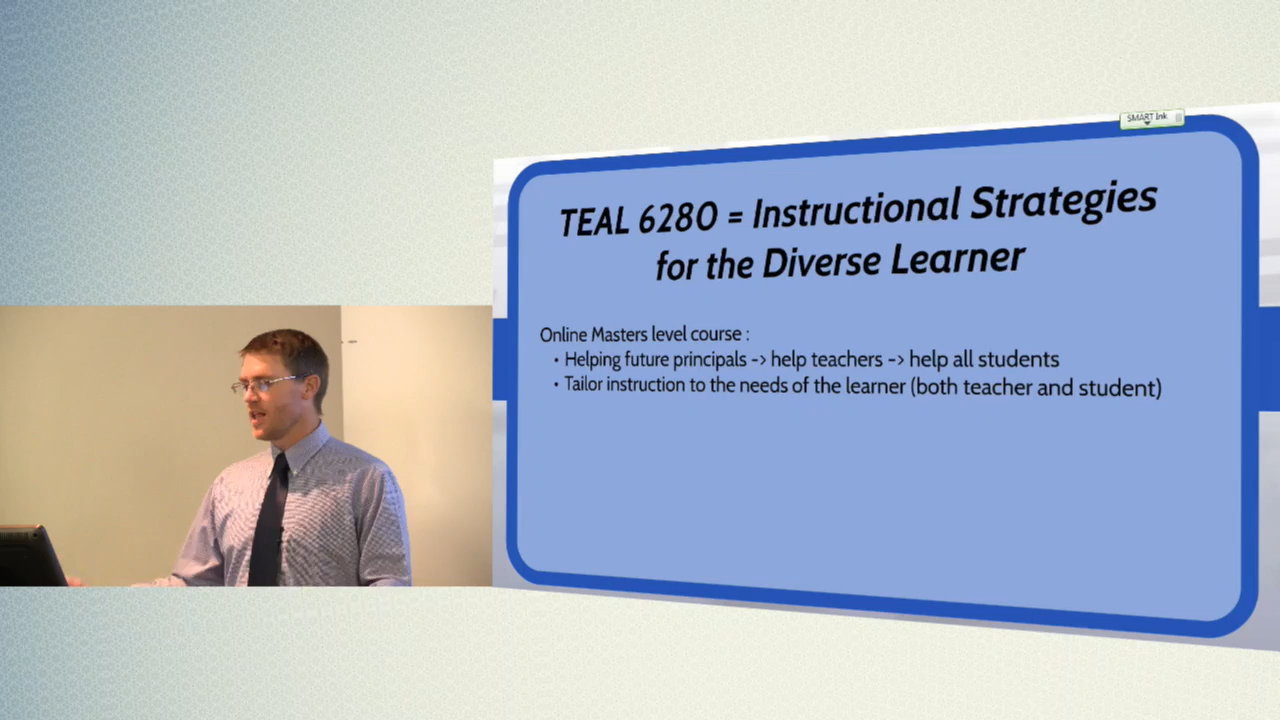 SMART Ink
TEAL 6280 = Instructional Strategies
for the Diverse Learner
Online Masters level course :
• Helping future principals -> help teachers -> help all students
• Tailor instruction to the needs of the learner (both teacher and student)